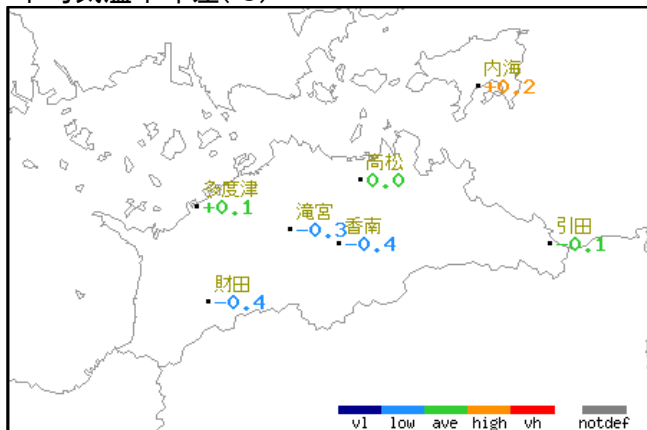 内海
+0.2
高松
0.0
多度津
+0.1
滝宮
-0.3
香南
-0.4
引田
-0.1
財田
-0.4
vl low ave high vh notdef